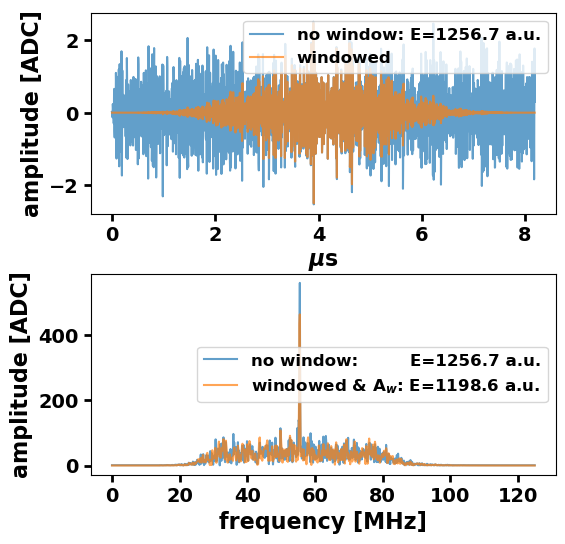 amplitude [ADC]
2
0
−2
no window: E=1256.7 a.u.
windowed
0 2 4 6 8
μs
amplitude [ADC]
400
200
0
no window: E=1256.7 a.u.
windowed & A_w: E=1198.6 a.u.
0 20 40 60 80 100 120
frequency [MHz]